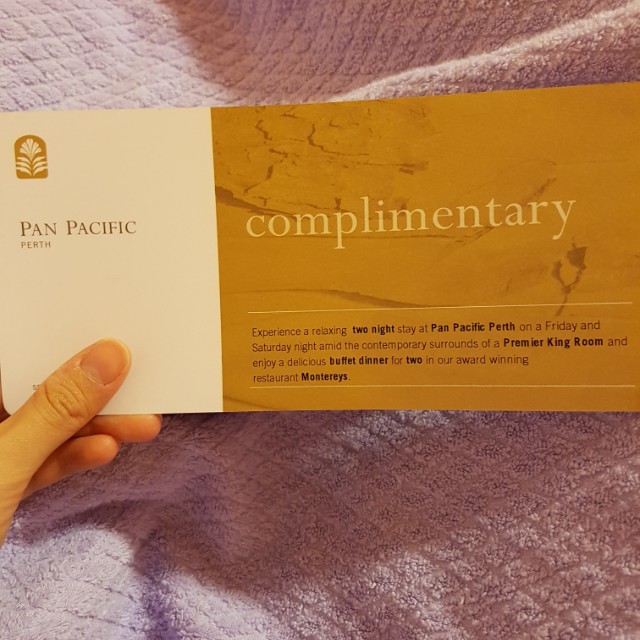 PAN PACIFIC
PERTH
complimentary
Experience a relaxing two night stay at Pan Pacific Perth on a Friday and
Saturday night amid the contemporary surrounds of a Premier King Room and
enjoy a delicious buffet dinner for two in our award winning
restaurant Montereys.